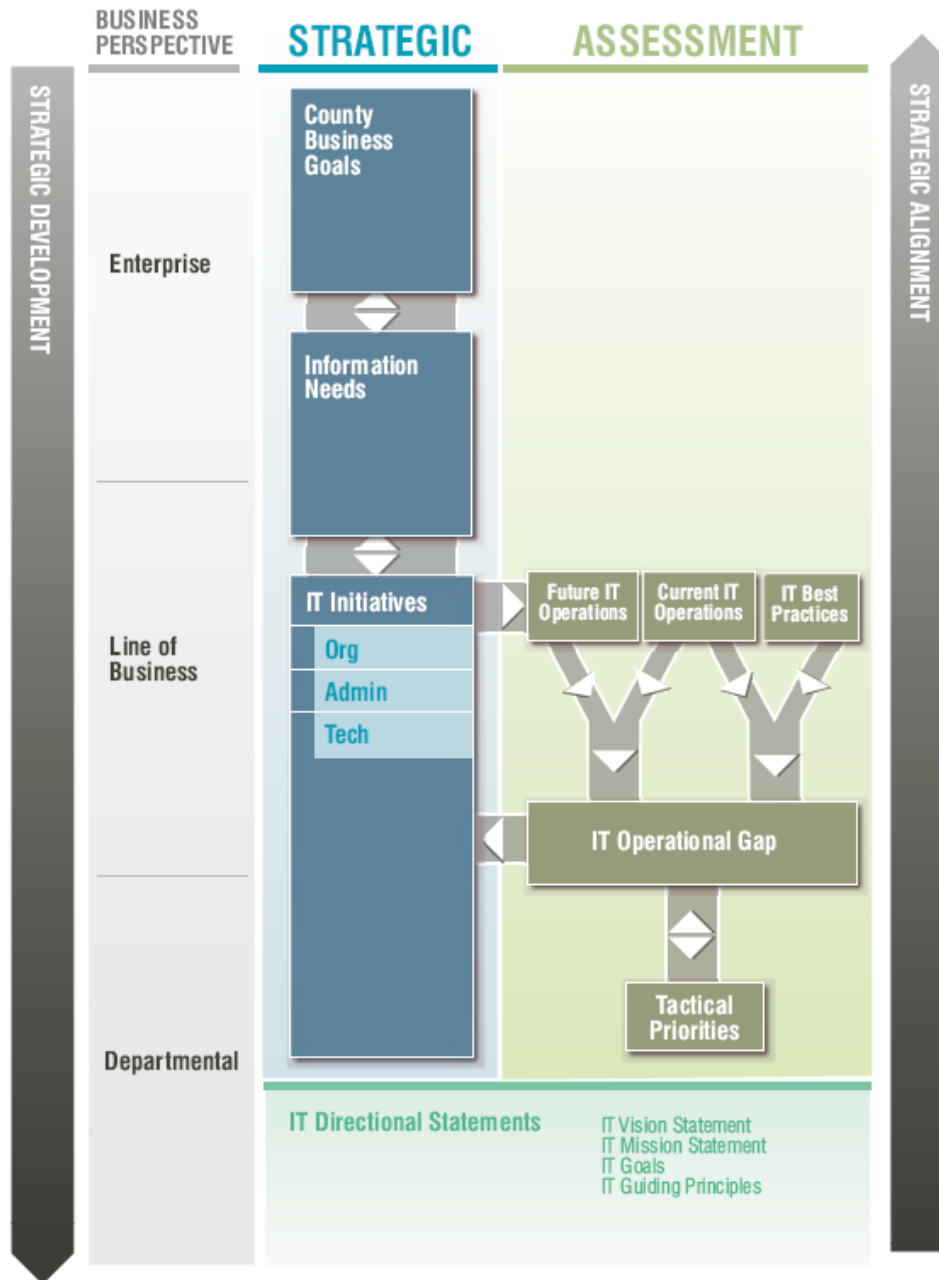 BUSINESS
PERSPECTIVE
STRATEGIC
ASSESSMENT
STRATEGIC DEVELOPMENT
STRATEGIC ALIGNMENT
County
Business
Goals
Enterprise
Information
Needs
IT Initiatives
Org
Admin
Tech
Future IT
Operations
Current IT
Operations
IT Best
Practices
Line of
Business
IT Operational Gap
Tactical
Priorities
Departmental
IT Directional Statements
IT Vision Statement
IT Mission Statement
IT Goals
IT Guiding Principles